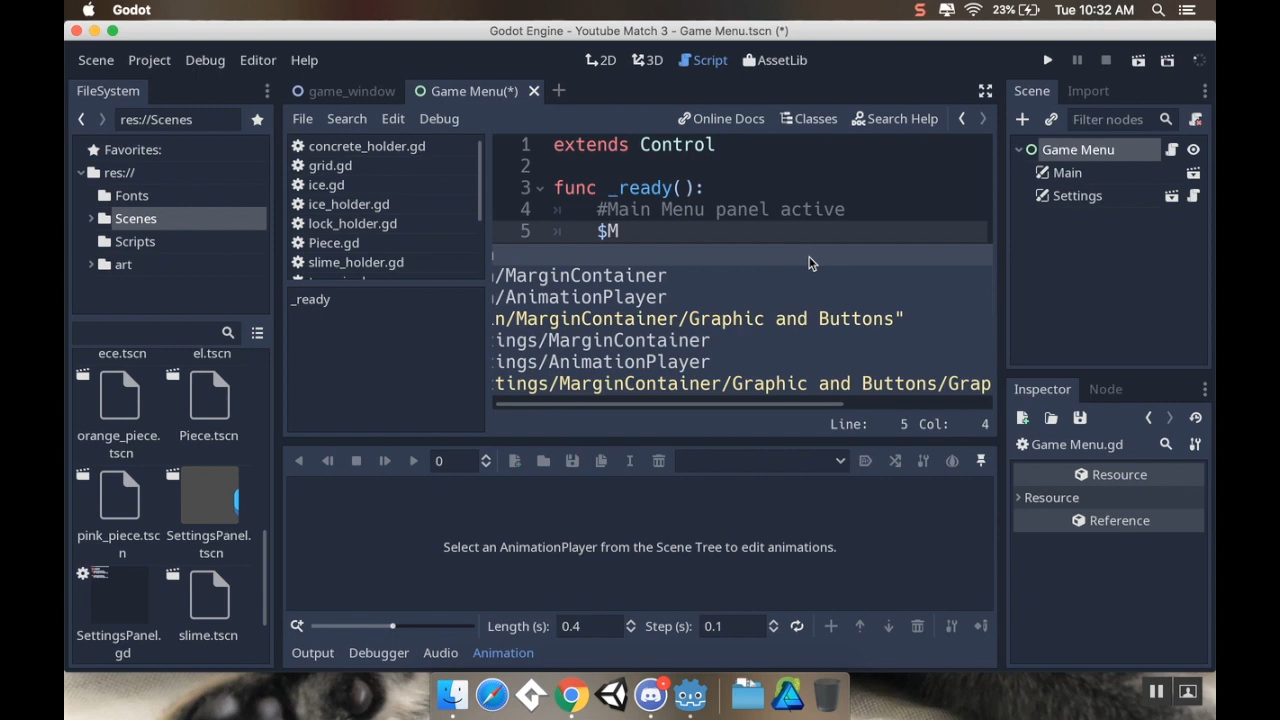 Godot
23%
Tue 10:32 AM
Godot Engine - Youtube Match 3 - Game Menu.tscn (*)
Scene Project Debug Editor Help
2D 3D Script AssetLib
FileSystem
res://Scenes
Favorites:
res://
Fonts
Scenes
Scripts
art
ece.tscn
el.tscn
orange_piece.
tscn
Piece.tscn
pink_piece.tsc
n
SettingsPanel.
tscn
SettingsPanel.
gd
slime.tscn
game_window
Game Menu(*)
File Search Edit Debug
Online Docs Classes Search Help
concrete_holder.gd
grid.gd
ice.gd
ice_holder.gd
lock_holder.gd
Piece.gd
slime_holder.gd
_ready
1 extends Control
2
3 func _ready():
4 #Main Menu panel active
5 $M
/MarginContainer
/AnimationPlayer
n/MarginContainer/Graphic and Buttons"
ings/MarginContainer
ings/AnimationPlayer
tings/MarginContainer/Graphic and Buttons/Grap
Line: 5 Col: 4
0
Select an AnimationPlayer from the Scene Tree to edit animations.
Length (s): 0.4 Step (s): 0.1
Output Debugger Audio Animation
Scene Import
Filter nodes
Game Menu
Main
Settings
Inspector Node
Game Menu.gd
Resource
Resource
Reference